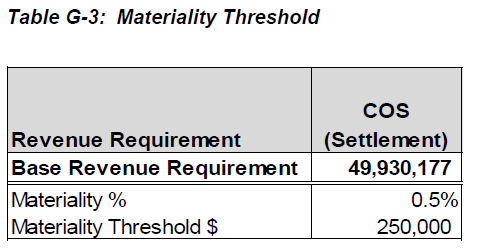 Table G-3: Materiality Threshold
COS
Revenue Requirement (Settlement)
Base Revenue Requirement 49,930,177
Materiality % 0.5%
Materiality Threshold $ 250,000